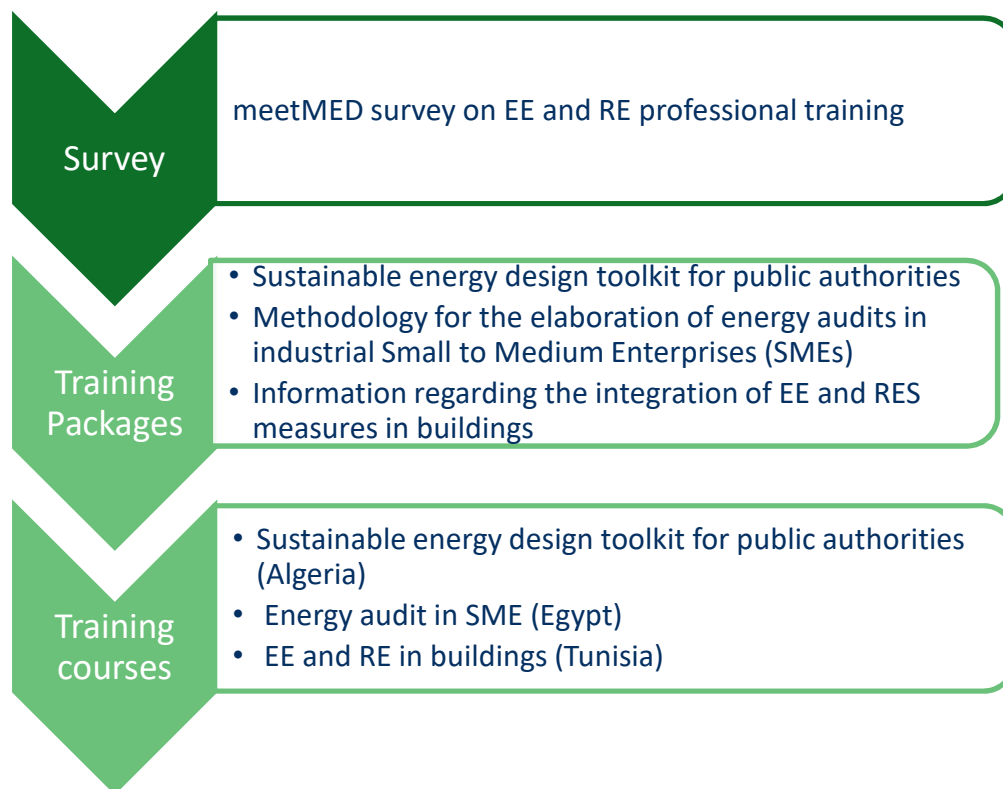 Survey
meetMED survey on EE and RE professional training
Training
Packages
• Sustainable energy design toolkit for public authorities
• Methodology for the elaboration of energy audits in
industrial Small to Medium Enterprises (SMEs)
• Information regarding the integration of EE and RES
measures in buildings
Training
courses
• Sustainable energy design toolkit for public authorities
(Algeria)
• Energy audit in SME (Egypt)
• EE and RE in buildings (Tunisia)